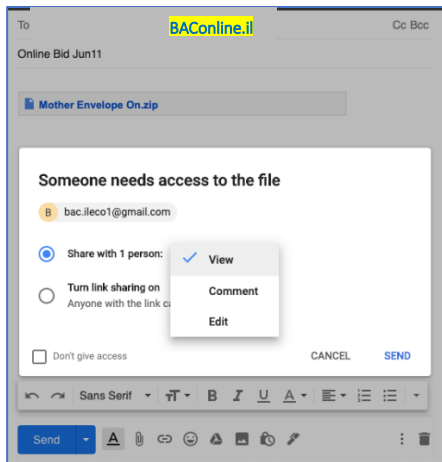 To BAConline.il Cc Bcc
Online Bid Jun11
Mother Envelope On.zip
Someone needs access to the file
B bac.ileco1@gmail.com
Share with 1 person:
View
Turn link sharing on
Comment
Anyone with the link
Edit
Don't give access CANCEL SEND
Sans Serif T B I U A
Send A